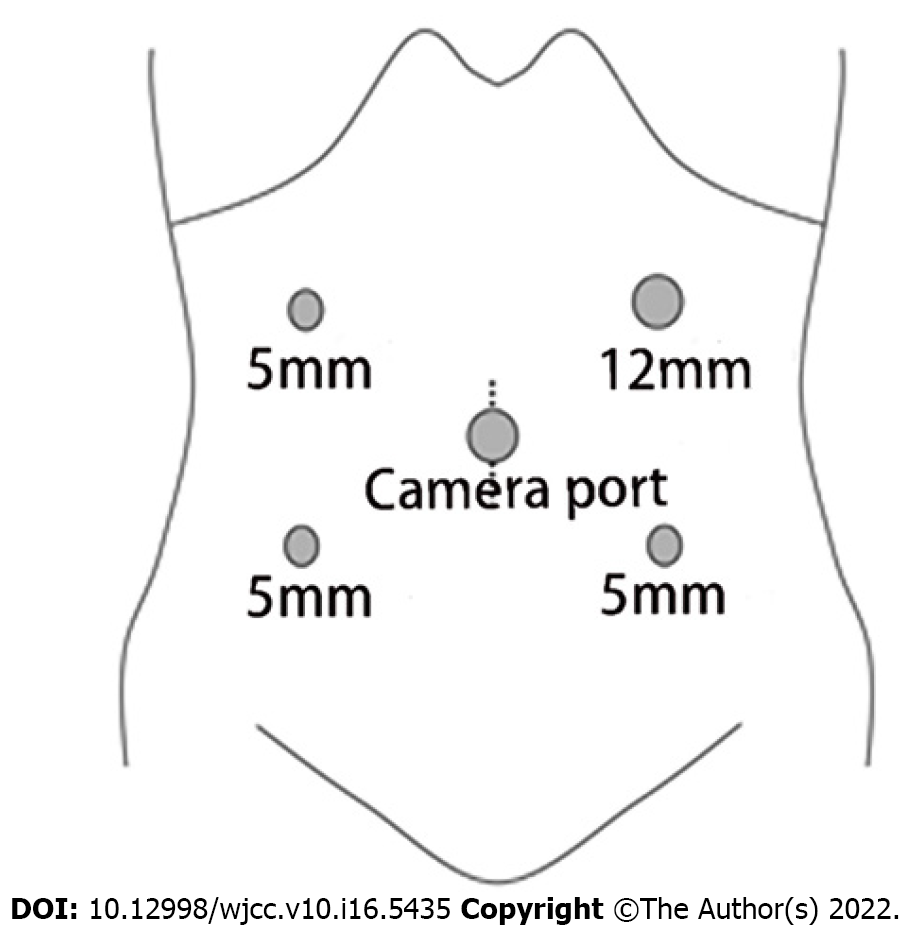 5mm
12mm
Camera port
5mm
5mm
DOI: 10.12998/wjcc.v10.i16.5435 Copyright ©The Author(s) 2022.